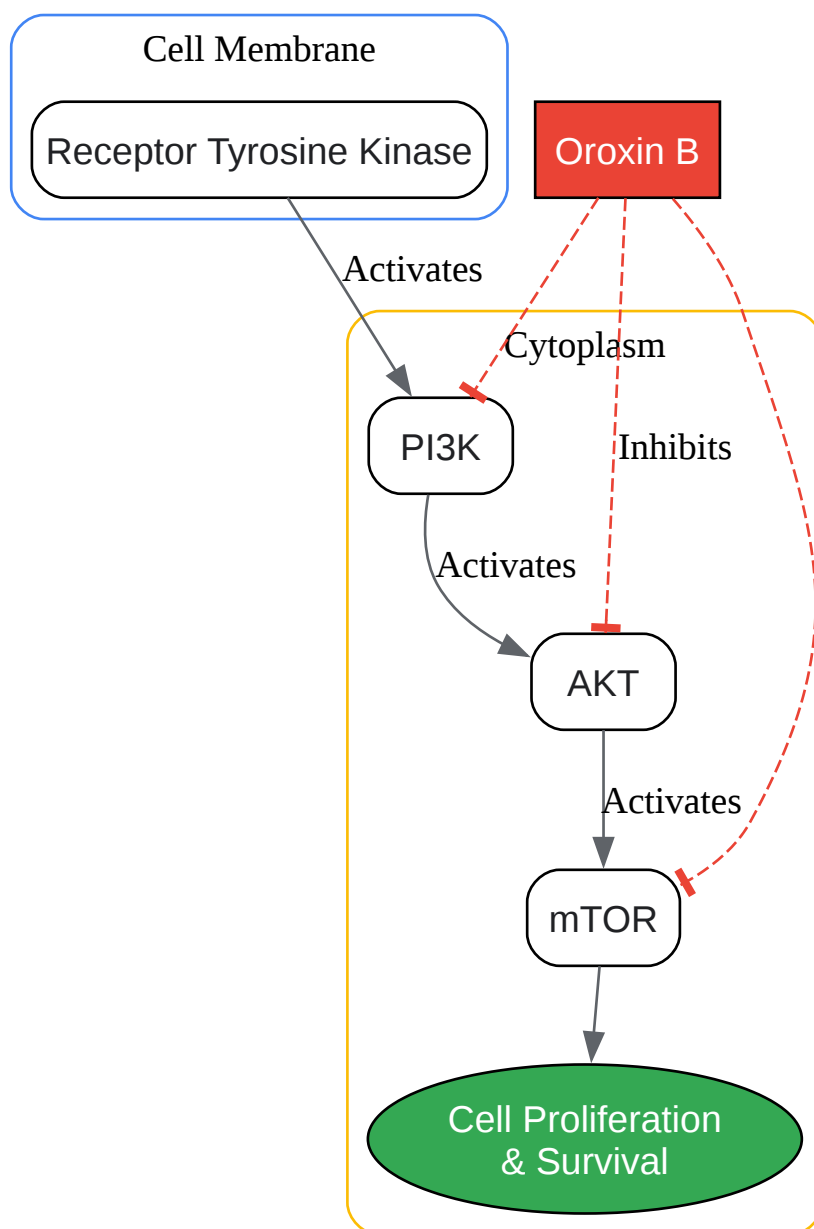 Cell Membrane
Receptor Tyrosine Kinase
Oroxin B
Activates
Cytoplasm
PI3K
Inhibits
Activates
AKT
Activates
mTOR
Cell Proliferation
& Survival